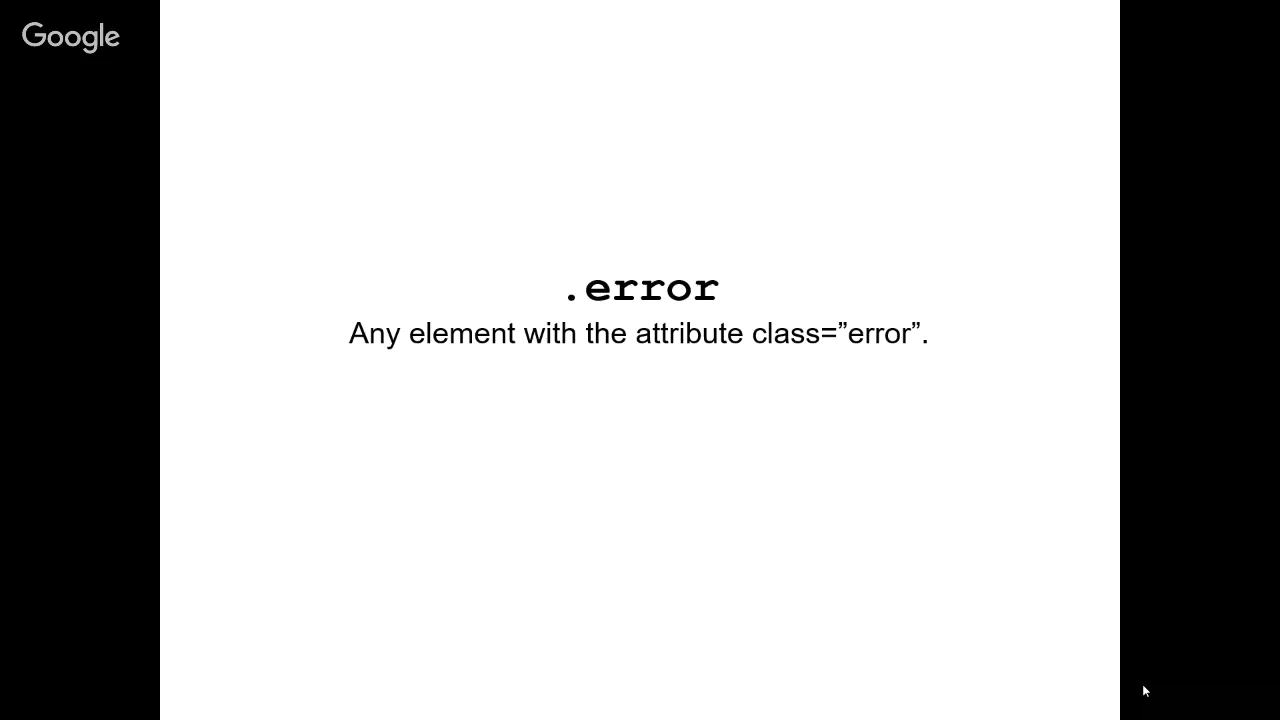 Google
.error
Any element with the attribute class=”error”.